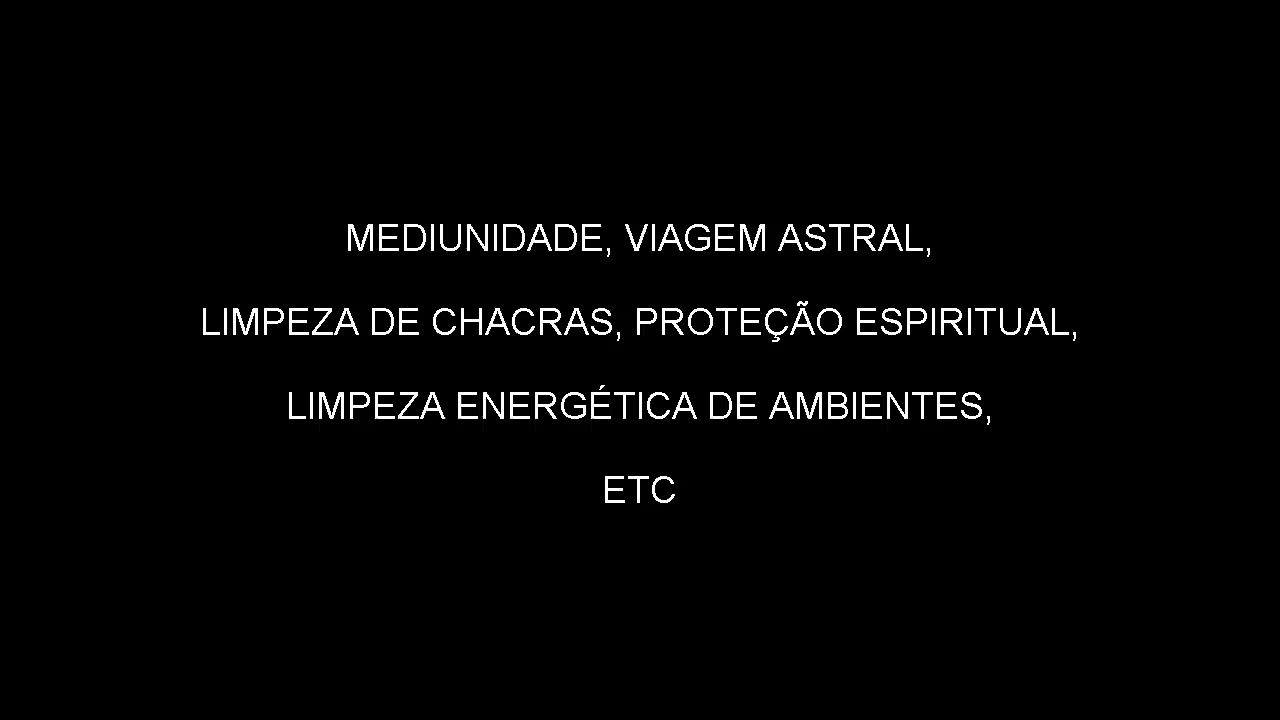 MEDIUNIDADE, VIAGEM ASTRAL,
LIMPEZA DE CHACRAS, PROTEÇÃO ESPIRITUAL,
LIMPEZA ENERGÉTICA DE AMBIENTES,
ETC